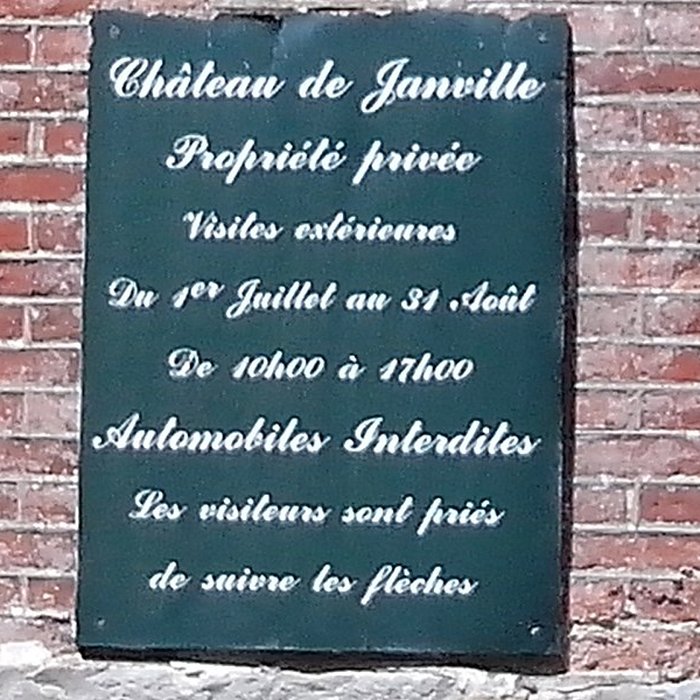 Château de Janville
Propriété privée
Visites extérieures
Du 1er Juillet au 31 Août
De 10h00 à 17h00
Automobiles Interdites
Les visiteurs sont priés
de suivre les flèches